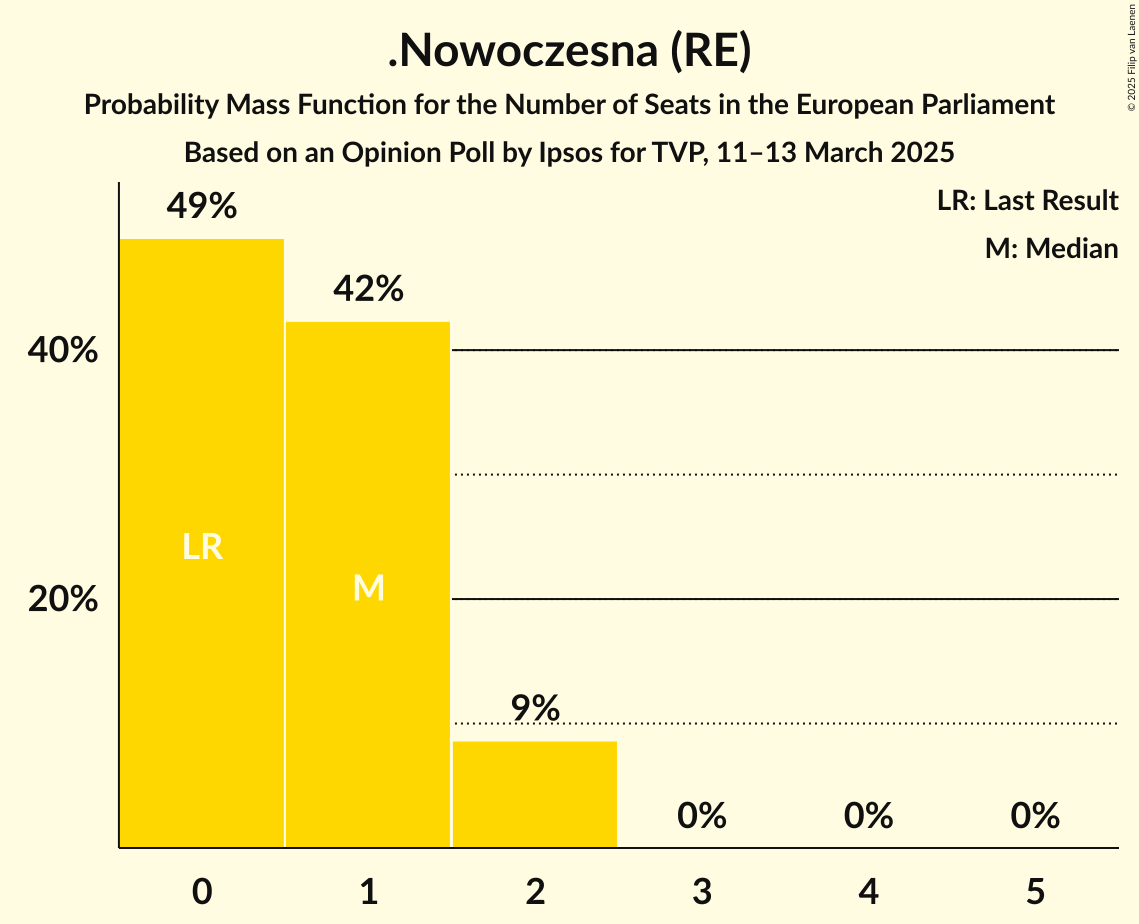 .Nowoczesna (RE)
Probability Mass Function for the Number of Seats in the European Parliament
Based on an Opinion Poll by Ipsos for TVP, 11–13 March 2025
© 2025 Filip van Laenen
LR: Last Result
M: Median
49%
42%
40%
LR
M
20%
9%
0%
0%
0%
0
1
2
3
4
5